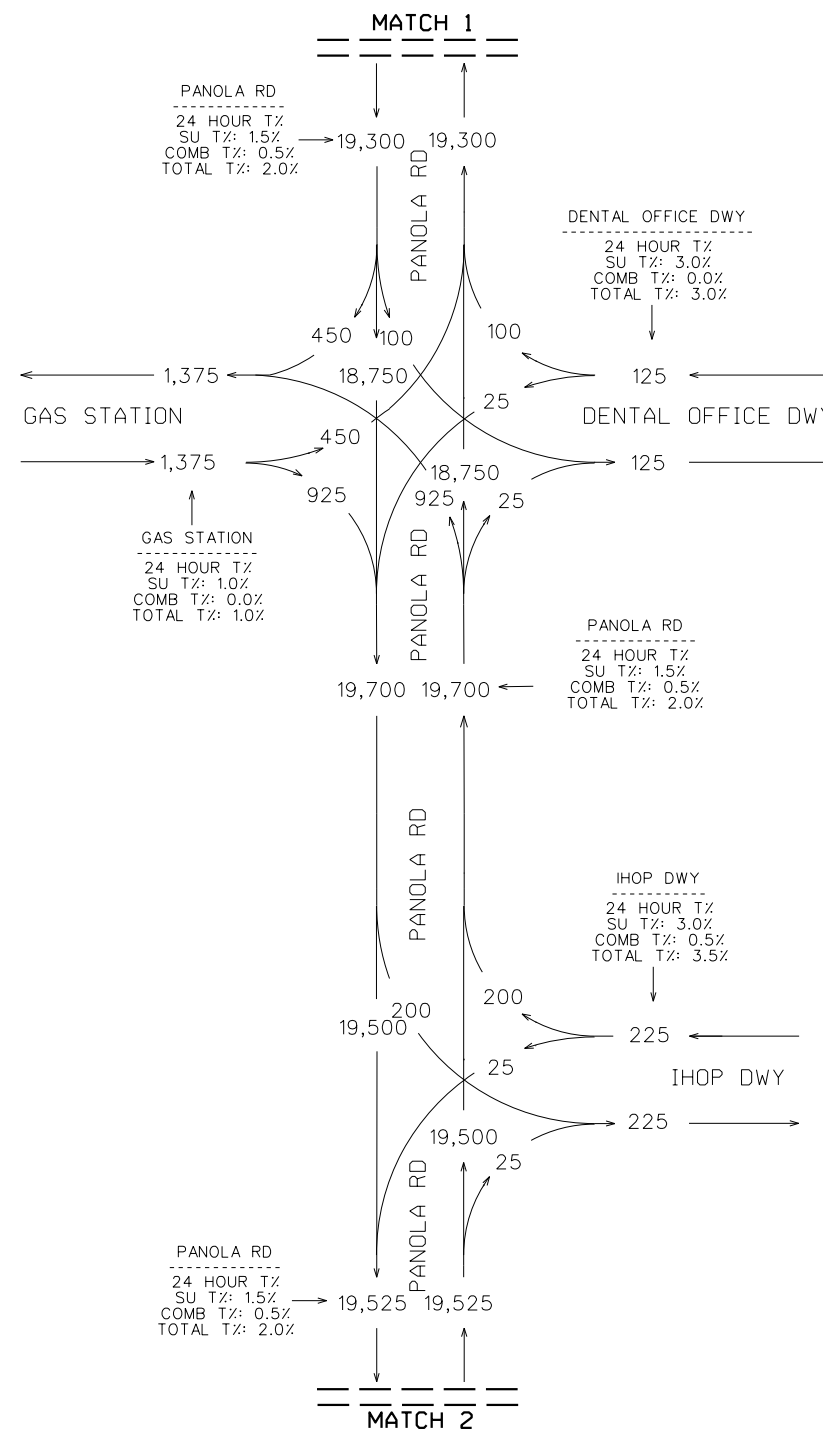 MATCH 1
PANOLA RD
24 HOUR T%
SU T%: 1.5%
COMB T%: 0.5%
TOTAL T%: 2.0%
19,300 19,300
PANOLA RD
DENTAL OFFICE DWY
24 HOUR T%
SU T%: 3.0%
COMB T%: 0.0%
TOTAL T%: 3.0%
450 100 100
1,375 18,750 125
25
GAS STATION
DENTAL OFFICE DWY
450
1,375 18,750 125
925 925 25
GAS STATION
24 HOUR T%
SU T%: 1.0%
COMB T%: 0.0%
TOTAL T%: 1.0%
PANOLA RD
PANOLA RD
24 HOUR T%
SU T%: 1.5%
COMB T%: 0.5%
TOTAL T%: 2.0%
19,700 19,700
PANOLA RD
IHOP DWY
24 HOUR T%
SU T%: 3.0%
COMB T%: 0.5%
TOTAL T%: 3.5%
200 200
19,500 225
25
IHOP DWY
19,500 225
25
PANOLA RD
PANOLA RD
24 HOUR T%
SU T%: 1.5%
COMB T%: 0.5%
TOTAL T%: 2.0%
19,525 19,525
MATCH 2